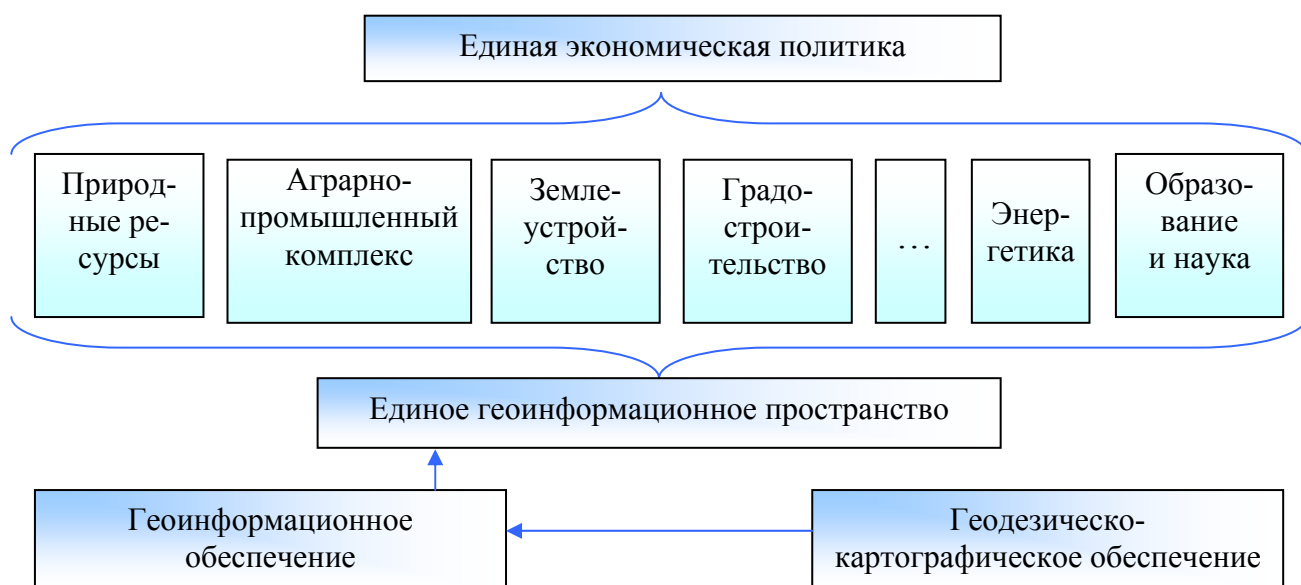 Единая экономическая политика
Природ-
ные ре-
сурсы
Аграрно-
промышленный
комплекс
Земле-
устрой-
ство
Градо-
строи-
тельство
…
Энер-
гетика
Образо-
вание
и наука
Единое геоинформационное пространство
Геоинформационное
обеспечение
Геодезическо-
картографическое обеспечение